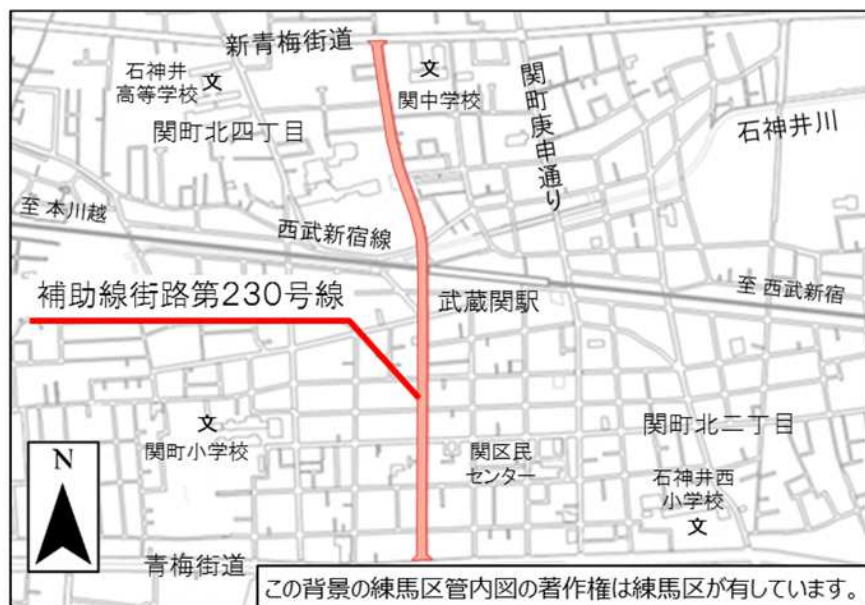 新青梅街道
石神井
高等学校
文
文
関中学校
関町北四丁目
関町庚申通り
石神井川
至 本川越
西武新宿線
補助線街路第230号線
武蔵関駅
至 西武新宿
文
関町小学校
関区民
センター
関町北二丁目
石神井西
小学校
文
N
青梅街道
この背景の練馬区管内図の著作権は練馬区が有しています。